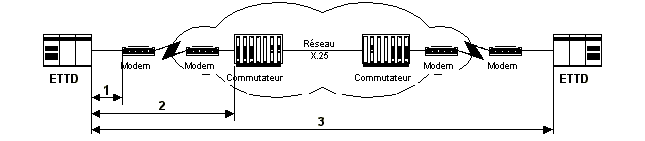 Réseau
X.25
Modem
Modem
Modem
Modem
ETTD
Commutateur
Commutateur
ETTD
1
2
3